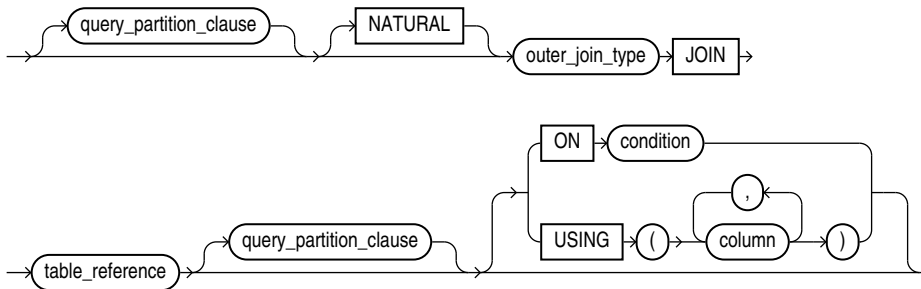 query_partition_clause NATURAL
outer_join_type JOIN
ON condition
,
query_partition_clause USING ( column )
table_reference